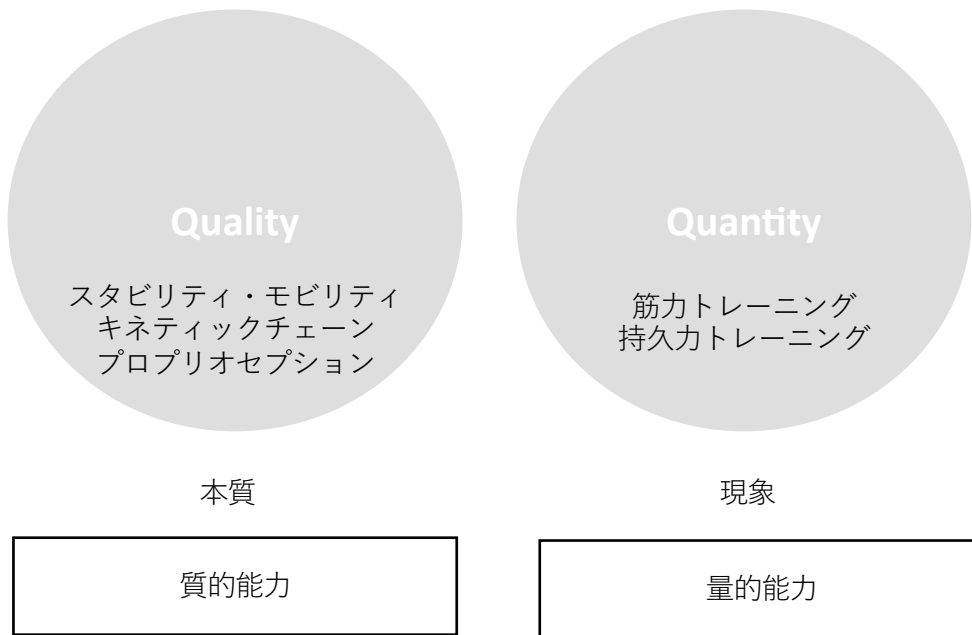 Quality
スタビリティ・モビリティ
キネティックチェーン
プロプリオセプション
本質
質的能力
Quantity
筋力トレーニング
持久力トレーニング
現象
量的能力